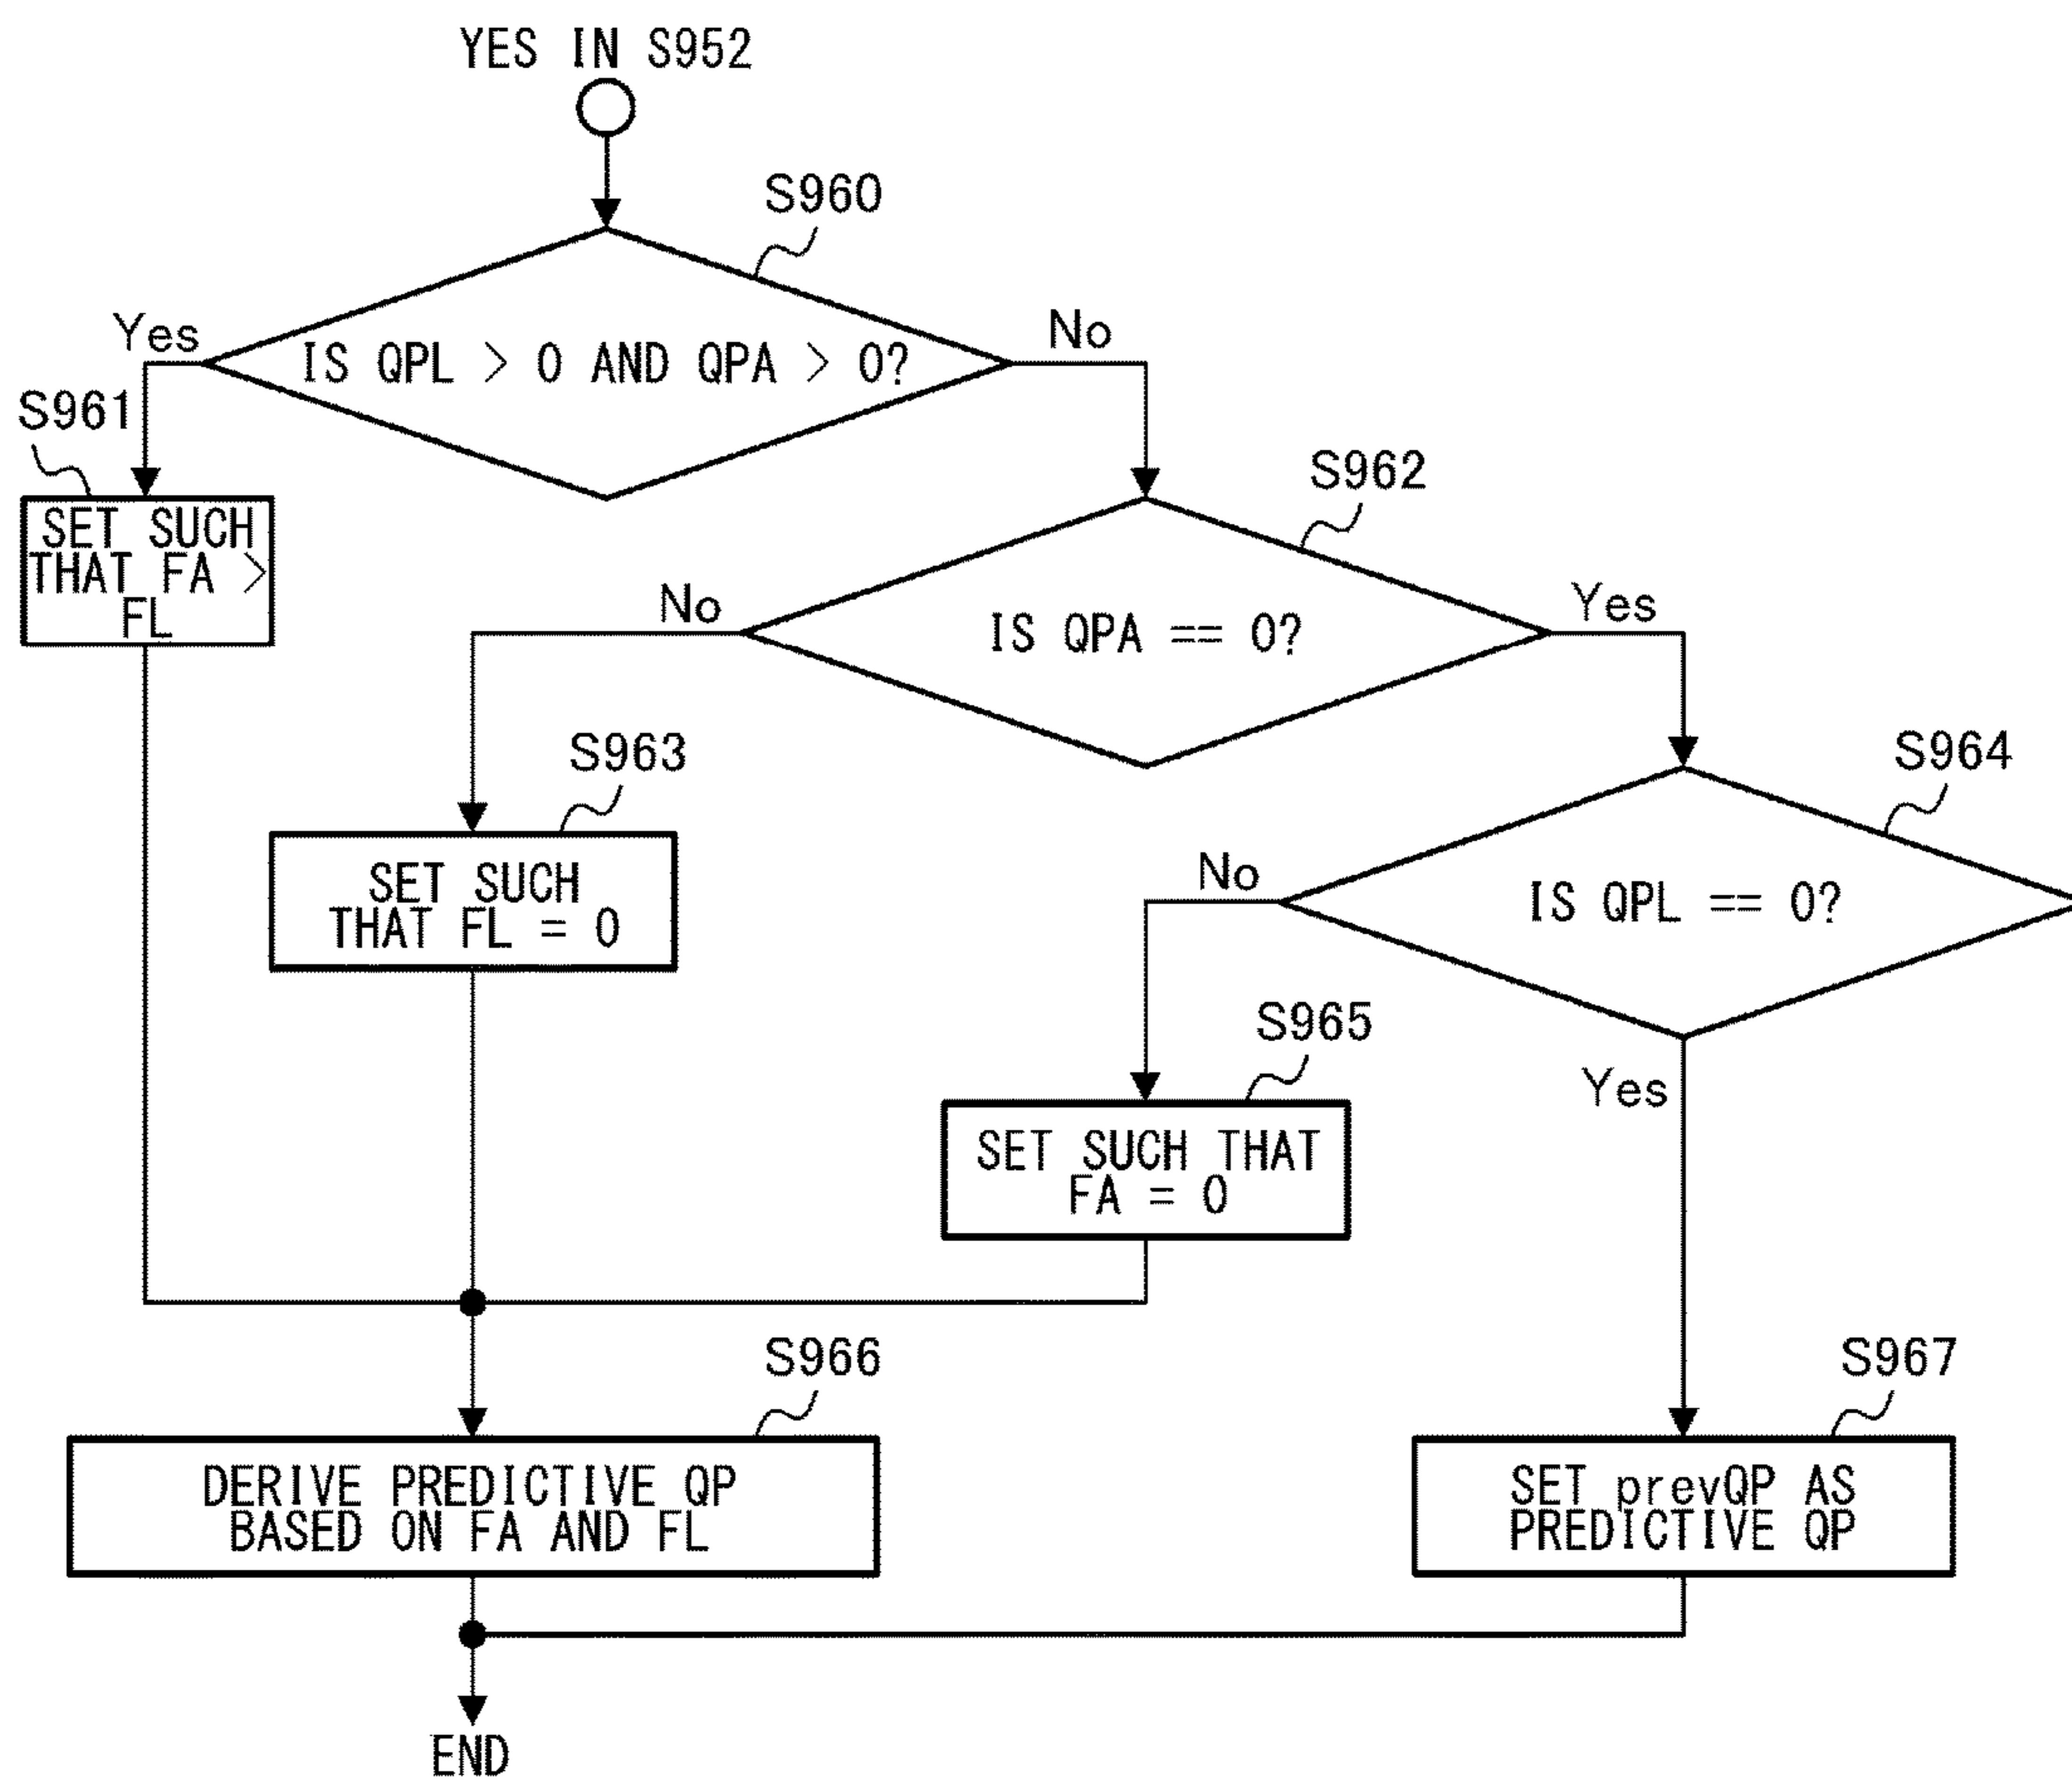 YES IN S952
S960
Yes
IS QPL > 0 AND QPA > 0?
No
S961
SET SUCH
THAT FA >
FL
S962
No
IS QPA == 0?
Yes
S963
SET SUCH
THAT FL = 0
S964
No
IS QPL == 0?
S965
Yes
SET SUCH THAT
FA = 0
S966
DERIVE PREDICTIVE QP
BASED ON FA AND FL
S967
SET prevQP AS
PREDICTIVE QP
END